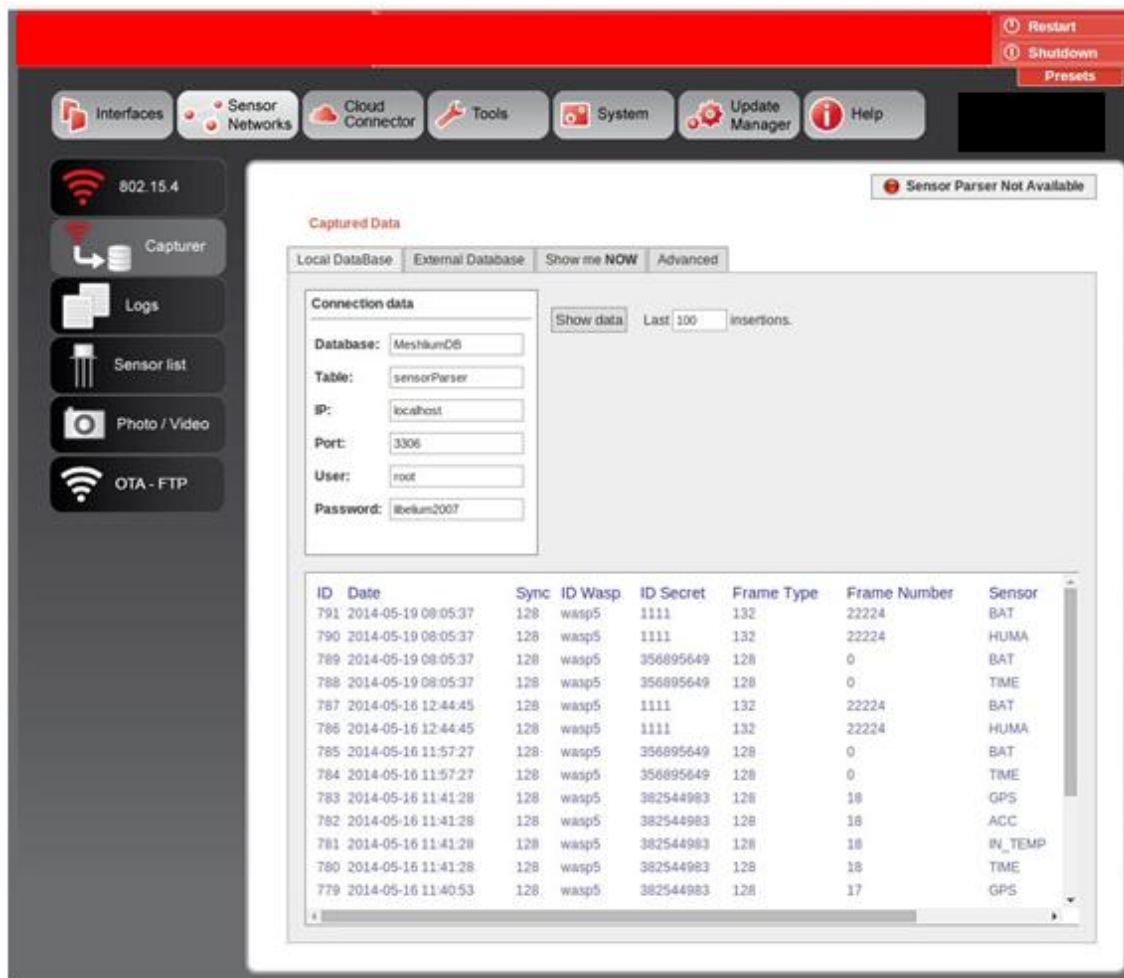 Restart
Shutdown
Presets
Interfaces Sensor Networks Cloud Connector Tools System Update Manager Help
802.15.4
Capturer
Logs
Sensor list
Photo / Video
OTA - FTP
Sensor Parser Not Available
Captured Data
Local DataBase External Database Show me NOW Advanced
Connection data
Show data Last 100 insertions.
Database: MeshliumDB
Table: sensorParser
IP: localhost
Port: 3306
User: root
Password: libelium2007
ID Date Sync ID Wasp ID Secret Frame Type Frame Number Sensor
791 2014-05-19 08:05:37 128 wasp5 1111 132 22224 BAT
790 2014-05-19 08:05:37 128 wasp5 1111 132 22224 HUMA
789 2014-05-19 08:05:37 128 wasp5 356895649 128 0 BAT
788 2014-05-19 08:05:37 128 wasp5 356895649 128 0 TIME
787 2014-05-16 12:44:45 128 wasp5 1111 132 22224 BAT
786 2014-05-16 12:44:45 128 wasp5 1111 132 22224 HUMA
785 2014-05-16 11:57:27 128 wasp5 356895649 128 0 BAT
784 2014-05-16 11:57:27 128 wasp5 356895649 128 0 TIME
783 2014-05-16 11:41:28 128 wasp5 382544983 128 18 GPS
782 2014-05-16 11:41:28 128 wasp5 382544983 128 18 ACC
781 2014-05-16 11:41:28 128 wasp5 382544983 128 18 IN_TEMP
780 2014-05-16 11:41:28 128 wasp5 382544983 128 18 TIME
779 2014-05-16 11:40:53 128 wasp5 382544983 128 17 GPS